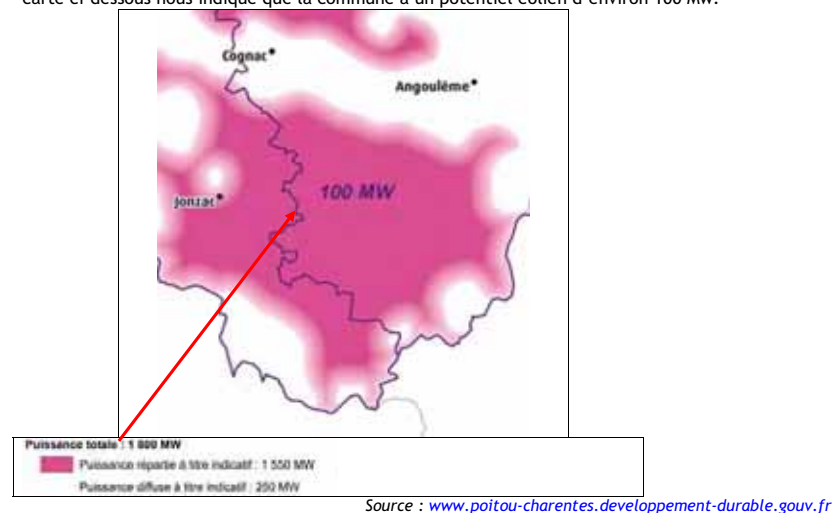 carte ci-dessous nous indique que la commune a un potentiel éolien d'environ 100 MW.
Cognac
Angoulême
100 MW
Jonzac
Puissance totale : 1 800 MW
Puissance répartie à titre indicatif : 1 550 MW
Puissance diffuse à titre indicatif : 250 MW
Source : www.poitou-charentes.developpement-durable.gouv.fr